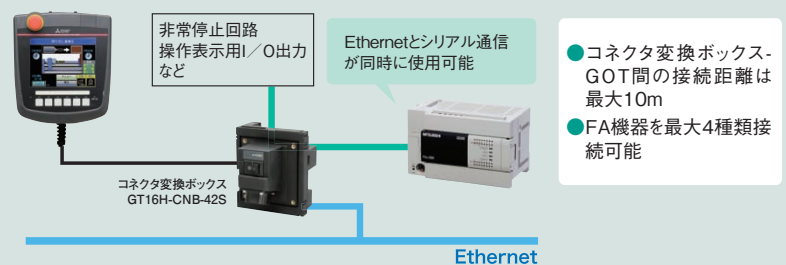 非常停止回路
操作表示用I／O出力
など
Ethernetとシリアル通信
が同時に使用可能
●コネクタ変換ボックス-
GOT間の接続距離は
最大10m
●FA機器を最大4種類接
続可能
MITSUBISHI
コネクタ変換ボックス
GT16H-CNB-42S
Ethernet